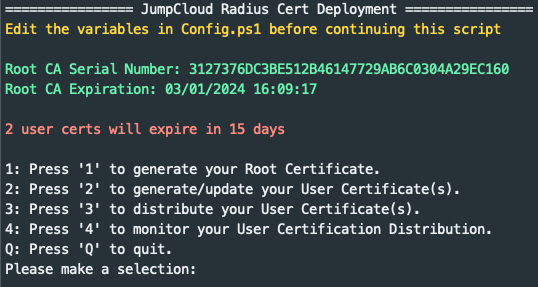 ================ JumpCloud Radius Cert Deployment ================
Edit the variables in Config.ps1 before continuing this script
Root CA Serial Number: 3127376DC3BE512B46147729AB6C0304A29EC160
Root CA Expiration: 03/01/2024 16:09:17
2 user certs will expire in 15 days
1: Press '1' to generate your Root Certificate.
2: Press '2' to generate/update your User Certificate(s).
3: Press '3' to distribute your User Certificate(s).
4: Press '4' to monitor your User Certification Distribution.
Q: Press 'Q' to quit.
Please make a selection: